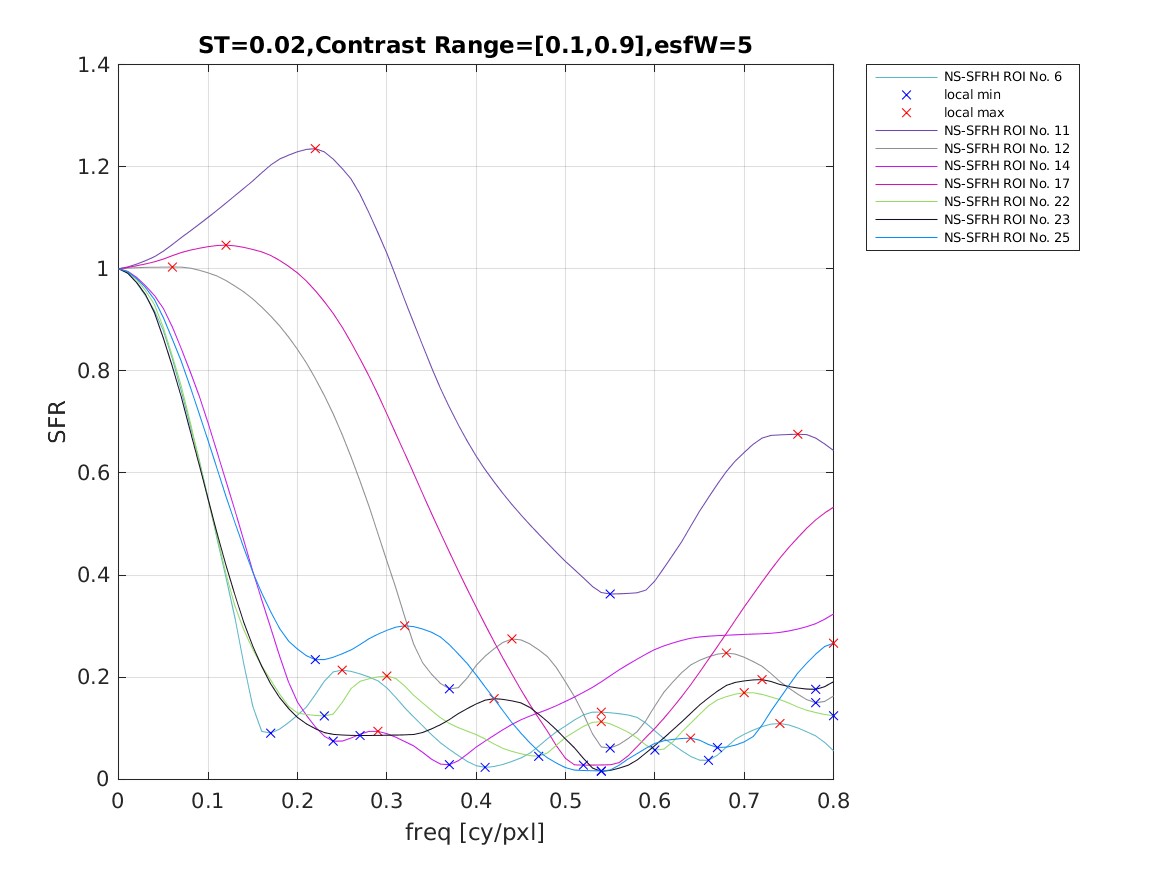 ST=0.02,Contrast Range=[0.1,0.9],esfW=5
1.4
1.2
1
0.8
0.6
0.4
0.2
0
SFR
0 0.1 0.2 0.3 0.4 0.5 0.6 0.7 0.8
freq [cy/pxl]
NS-SFRH ROI No. 6
local min
local max
NS-SFRH ROI No. 11
NS-SFRH ROI No. 12
NS-SFRH ROI No. 14
NS-SFRH ROI No. 17
NS-SFRH ROI No. 22
NS-SFRH ROI No. 23
NS-SFRH ROI No. 25